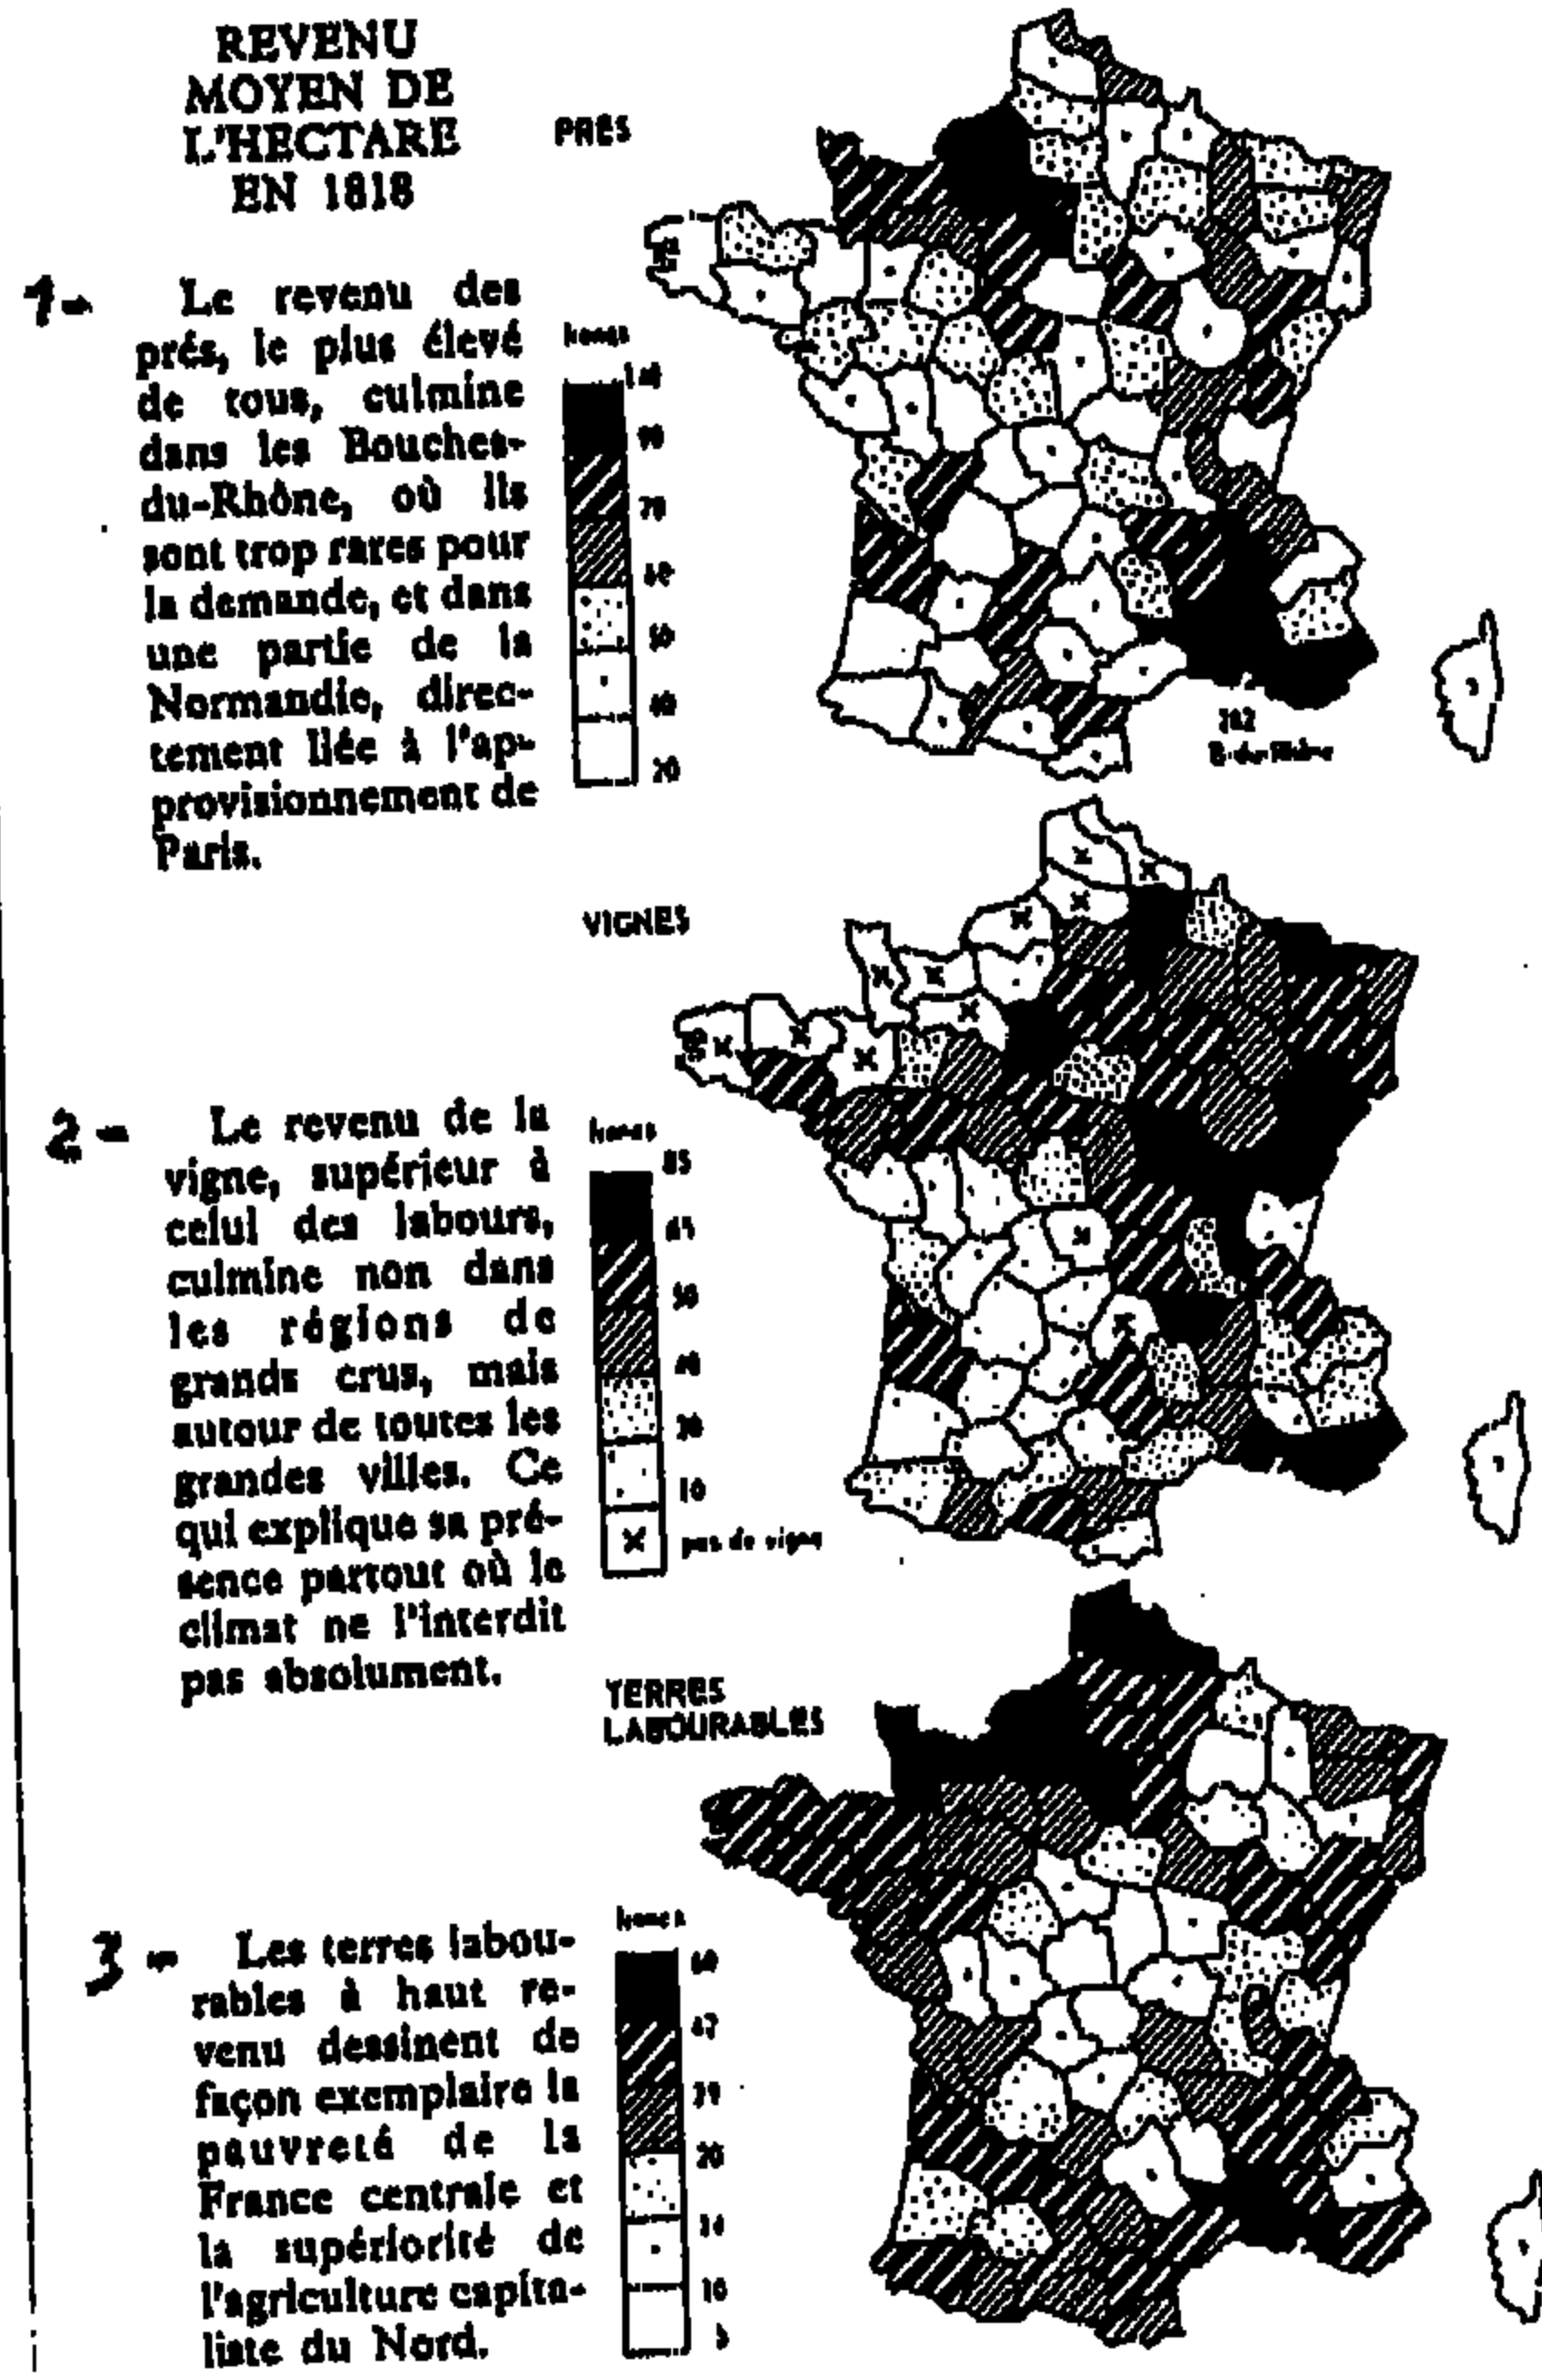 REVENU
MOYEN DE
L'HECTARE
EN 1818
PRÉS
1-
Le revenu des
prés, le plus élevé
de tous, culmine
dans les Bouches-
du-Rhône, où ils
sont trop rares pour
la demande, et dans
une partie de la
Normandie, direc-
tement liée à l'ap-
provisionnement de
Paris.
francs
90
70
60
50
40
20
B-du-Rhône
VIGNES
2-
Le revenu de la
vigne, supérieur à
celui des labours,
culmine non dans
les régions de
grands crus, mais
autour de toutes les
grandes villes. Ce
qui explique sa pré-
sence partout où le
climat ne l'interdit
pas absolument.
francs
85
65
50
40
20
10
pas de vigne
TERRES
LABOURABLES
3-
Les terres labou-
rables à haut re-
venu dessinent de
façon exemplaire la
pauvreté de la
France centrale et
la supériorité de
l'agriculture capita-
liste du Nord.
francs
60
47
20
10